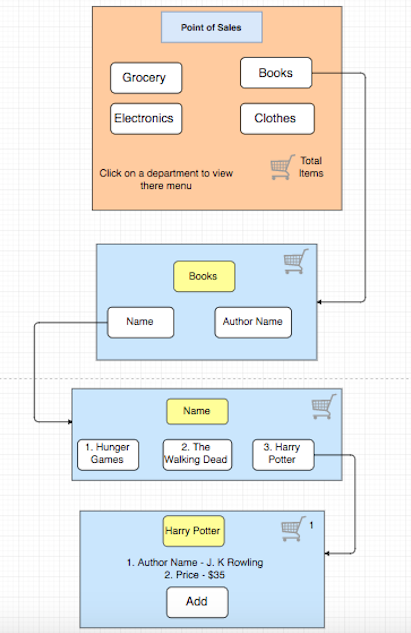 Point of Sales
Grocery
Books
Electronics
Clothes
Total
Items
Click on a department to view
there menu
Books
Name
Author Name
Name
1. Hunger
Games
2. The
Walking Dead
3. Harry
Potter
Harry Potter
1
1. Author Name - J. K Rowling
2. Price - $35
Add